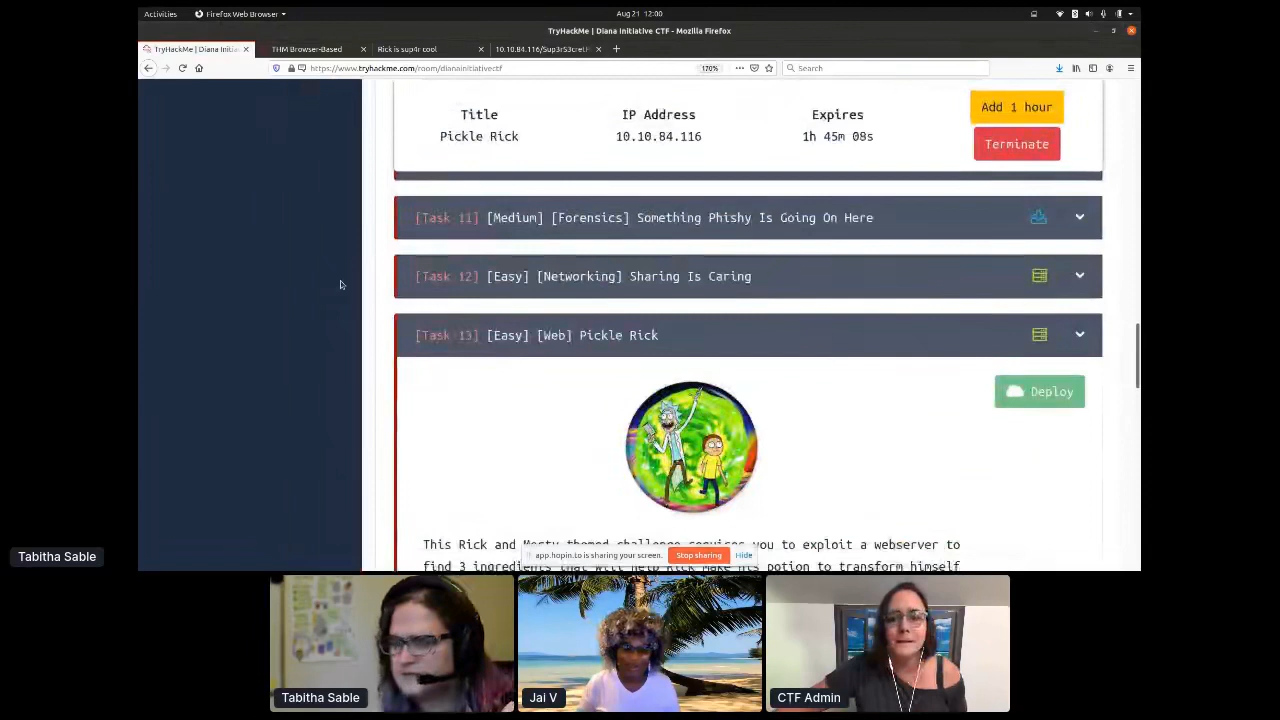 Activities
Firefox Web Browser
Aug 21 12:00
TryHackMe | Diana Initiative CTF - Mozilla Firefox
TryHackMe | Diana Initia
THM Browser-Based
Rick is sup4r cool
10.10.84.116/Sup3rS3cretP
https://www.tryhackme.com/room/dianainitiativectf
170%
Search
Title
IP Address
Expires
Add 1 hour
Pickle Rick
10.10.84.116
1h 45m 08s
Terminate
[Task 11] [Medium] [Forensics] Something Phishy Is Going On Here
[Task 12] [Easy] [Networking] Sharing Is Caring
[Task 13] [Easy] [Web] Pickle Rick
Deploy
This Rick and Morty themed challenge requires you to exploit a webserver to
app.hopin.to is sharing your screen.
Stop sharing
Hide
find 3 ingredients that will help Rick make his potion to transform himself
Tabitha Sable
Tabitha Sable
Jai V
CTF Admin